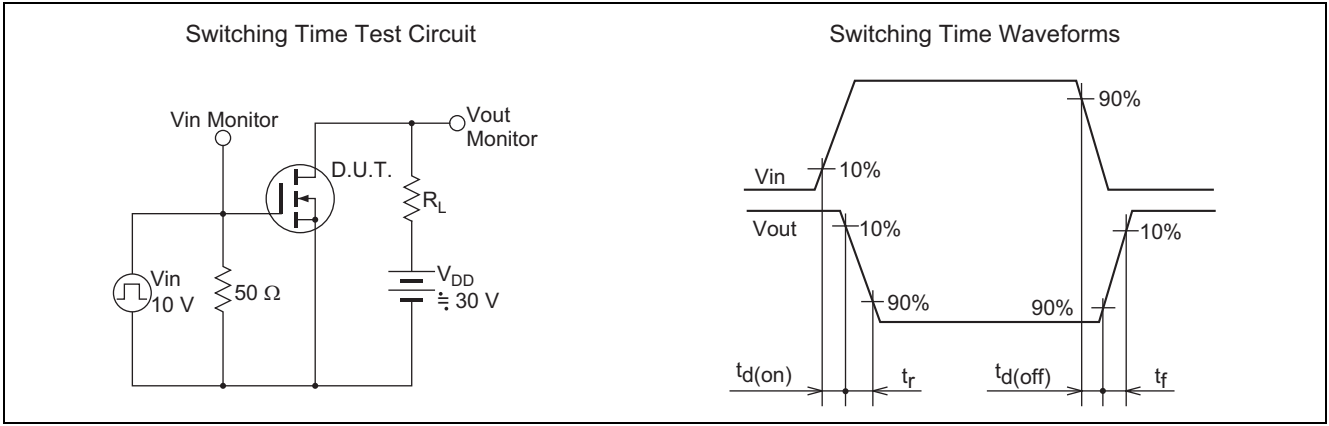 Switching Time Test Circuit
Vin Monitor
Vout
Monitor
D.U.T.
RL
Vin
10 V
50 Ω
VDD
≒ 30 V
Switching Time Waveforms
Vin
10%
90%
Vout
10%
90%
90%
10%
td(on)
tr
td(off)
tf